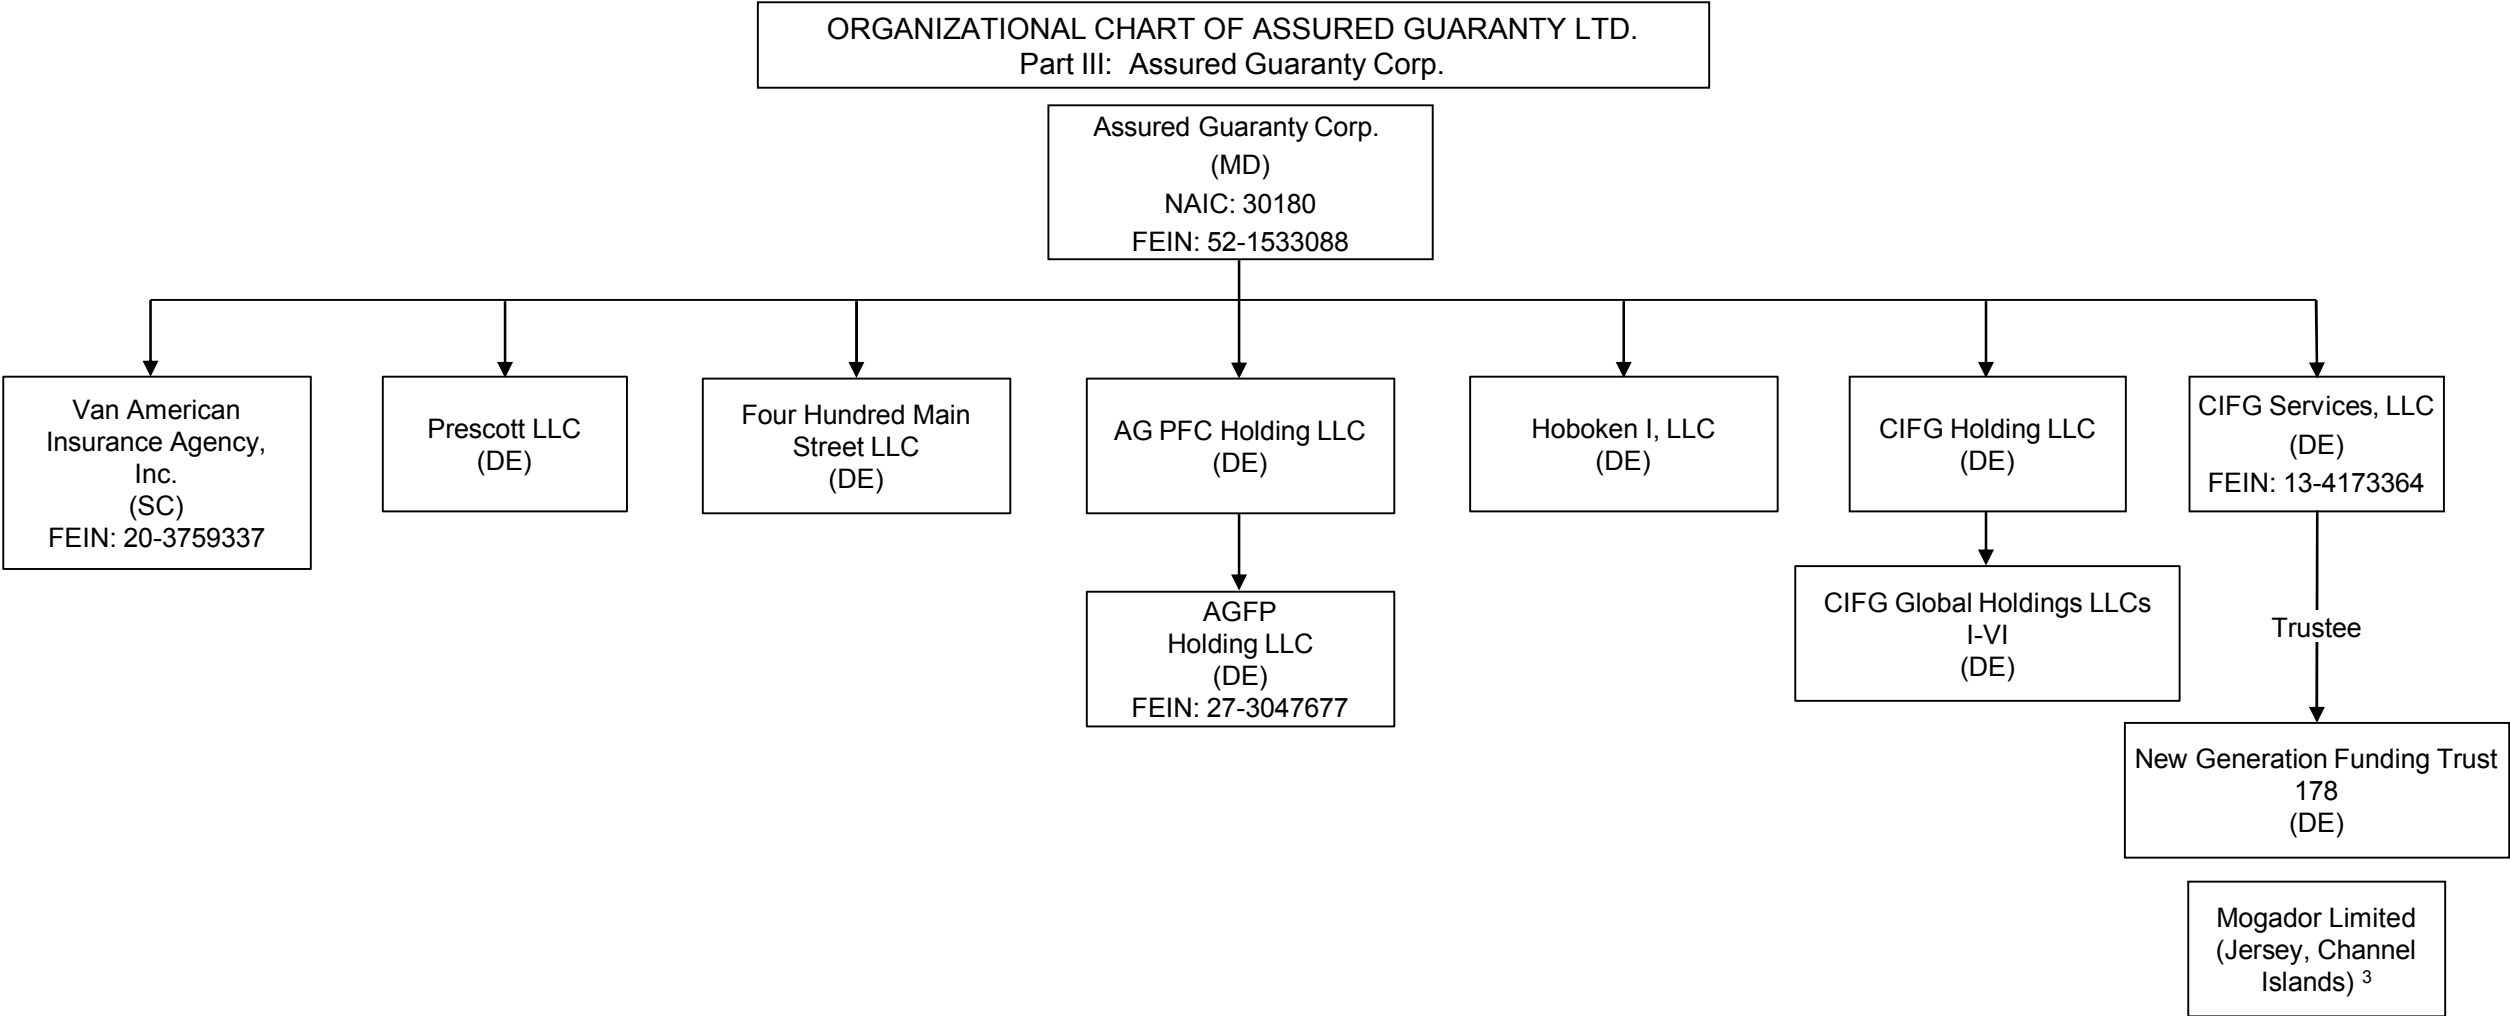 ORGANIZATIONAL CHART OF ASSURED GUARANTY LTD.
Part III:  Assured Guaranty Corp.
Assured Guaranty Corp.
(MD)
NAIC: 30180
FEIN: 52-1533088
Van American
Insurance Agency,
Inc.
(SC)
FEIN: 20-3759337
Prescott LLC
(DE)
Four Hundred Main
Street LLC
(DE)
AG PFC Holding LLC
(DE)
Hoboken I, LLC
(DE)
CIFG Holding LLC
(DE)
CIFG Services, LLC
(DE)
FEIN: 13-4173364
AGFP
Holding LLC
(DE)
FEIN: 27-3047677
CIFG Global Holdings LLCs
I-VI
(DE)
Trustee
New Generation Funding Trust
178
(DE)
Mogador Limited
(Jersey, Channel
Islands) 3